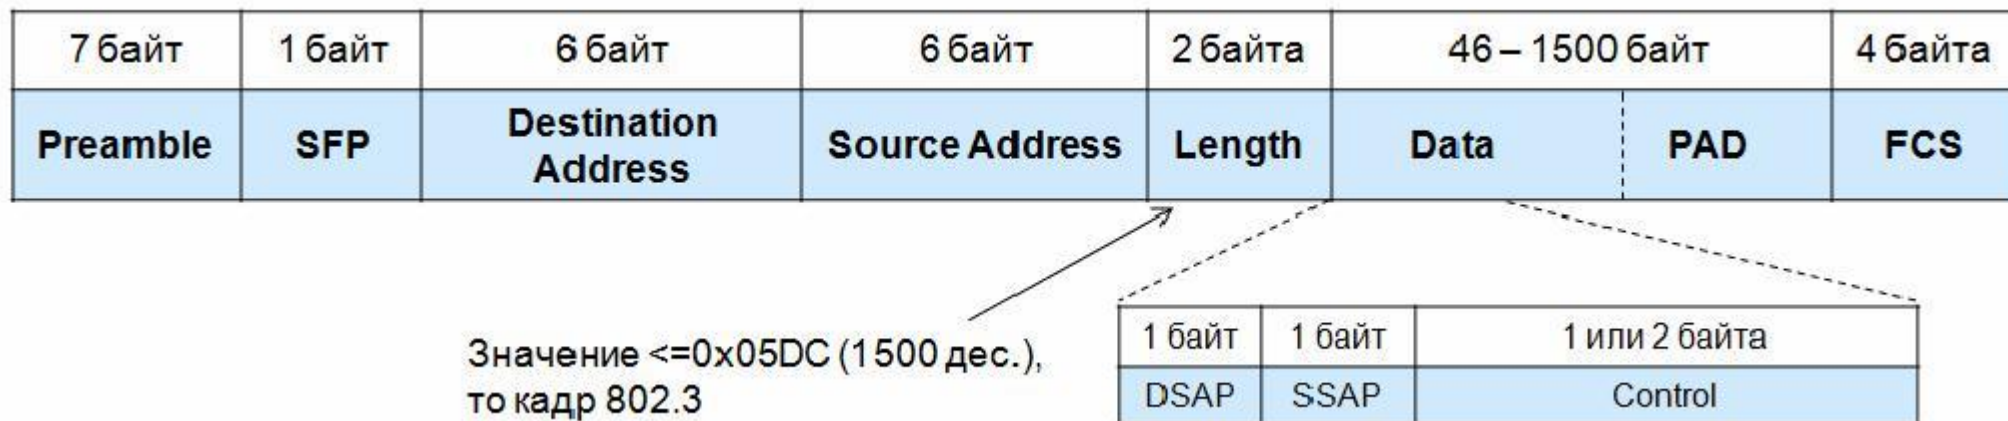 7 байт 1 байт 6 байт 6 байт 2 байта 46 – 1500 байт 4 байта
Preamble SFP Destination Address Source Address Length Data PAD FCS
Значение <=0x05DC (1500 дес.),
то кадр 802.3
1 байт 1 байт 1 или 2 байта
DSAP SSAP Control